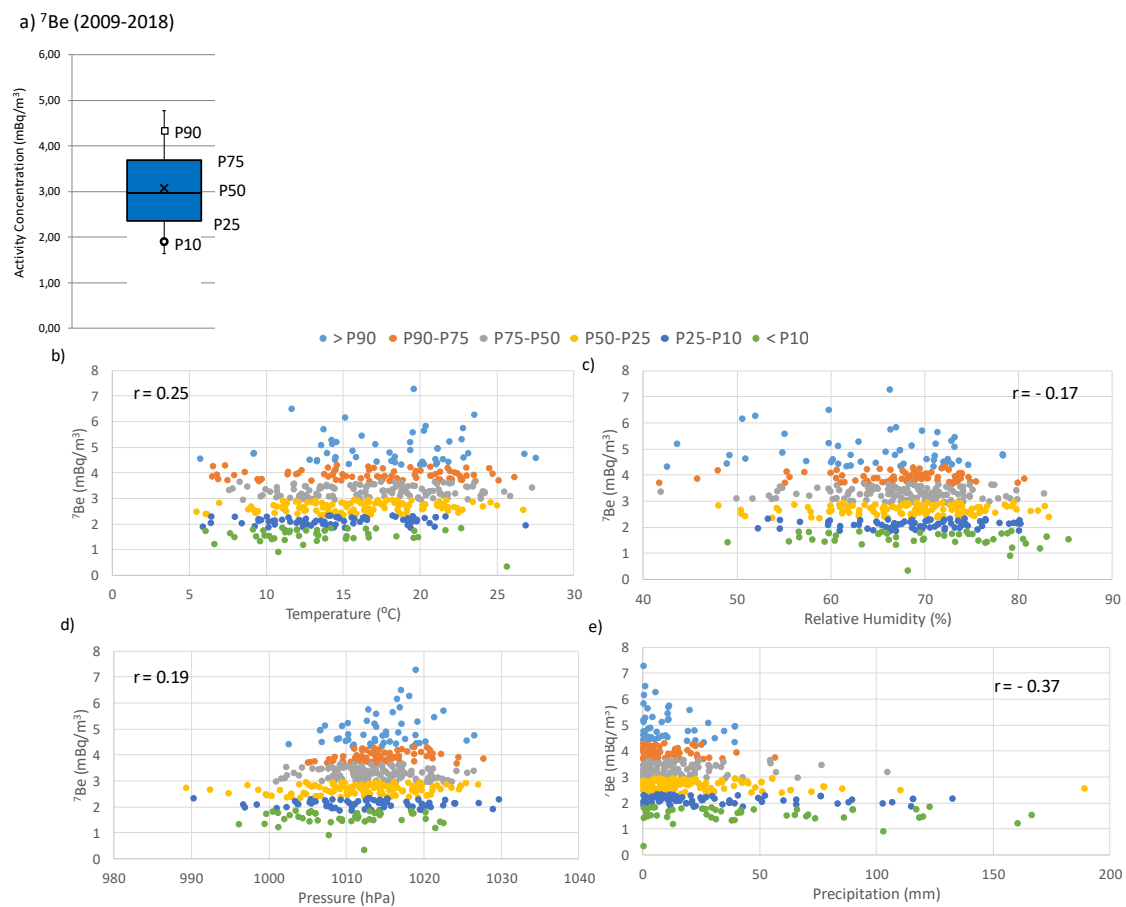 a) ⁷Be (2009-2018)
6,00
5,00
4,00
3,00
2,00
1,00
0,00
Activity Concentration (mBq/m³)
P90
P75
P50
P25
P10
> P90 P90-P75 P75-P50 P50-P25 P25-P10 < P10
b)
r = 0.25
8
7
6
5
4
3
2
1
0
⁷Be (mBq/m³)
0 5 10 15 20 25 30
Temperature (⁰C)
c)
r = - 0.17
8
7
6
5
4
3
2
1
0
⁷Be (mBq/m³)
40 50 60 70 80 90
Relative Humidity (%)
d)
r = 0.19
8
7
6
5
4
3
2
1
0
⁷Be (mBq/m³)
980 990 1000 1010 1020 1030 1040
Pressure (hPa)
e)
r = - 0.37
8
7
6
5
4
3
2
1
0
Be (mBq/m³)
0 50 100 150 200
Precipitation (mm)